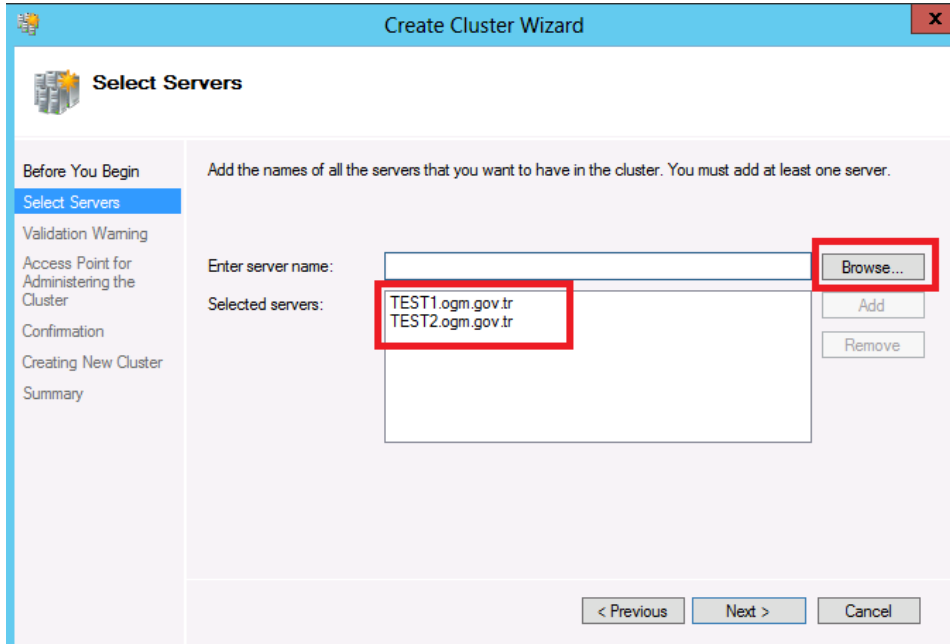 Create Cluster Wizard
x
Select Servers
Before You Begin
Select Servers
Validation Warning
Access Point for
Administering the
Cluster
Confirmation
Creating New Cluster
Summary
Add the names of all the servers that you want to have in the cluster. You must add at least one server.
Enter server name:
Browse...
Selected servers:
TEST1.ogm.gov.tr
TEST2.ogm.gov.tr
Add
Remove
< Previous
Next >
Cancel